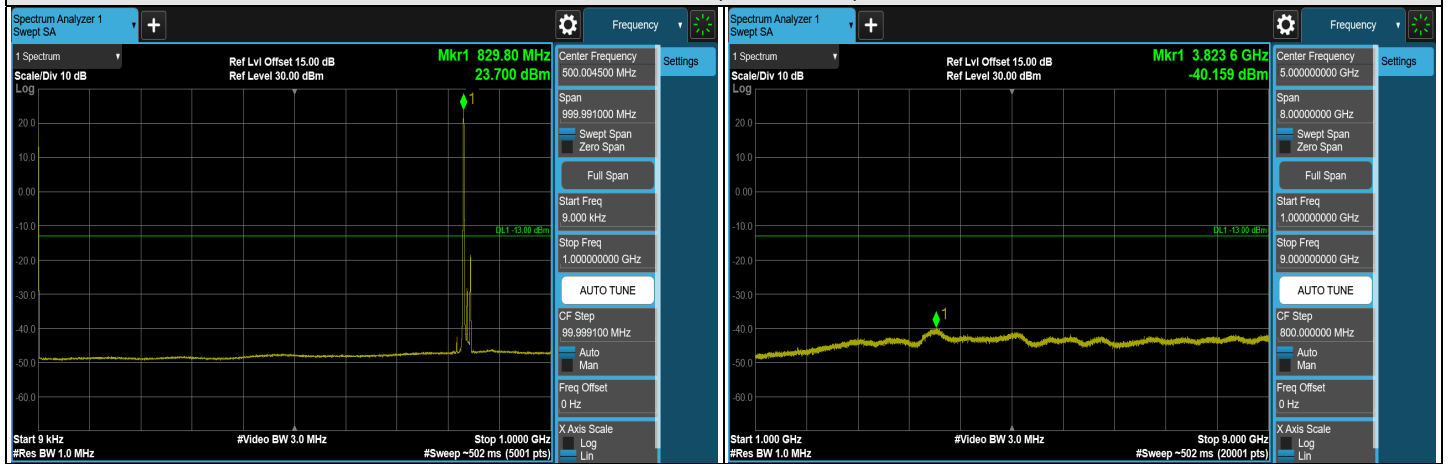 Spectrum Analyzer 1
Swept SA
+
Frequency
1 Spectrum
Scale/Div 10 dB
Ref Lvl Offset 15.00 dB
Ref Level 30.00 dBm
Mkr1 829.80 MHz
23.700 dBm
Log
1
20.0
10.0
0.00
-10.0
-20.0
-30.0
-40.0
-50.0
-60.0
DL1 -13.00 dBm
Start 9 kHz
#Res BW 1.0 MHz
#Video BW 3.0 MHz
Stop 1.0000 GHz
#Sweep ~502 ms (5001 pts)
Center Frequency
500.004500 MHz
Span
999.991000 MHz
Swept Span
Zero Span
Full Span
Start Freq
9.000 kHz
Stop Freq
1.000000000 GHz
AUTO TUNE
CF Step
99.999100 MHz
Auto
Man
Freq Offset
0 Hz
X Axis Scale
Log
Lin
Settings
Spectrum Analyzer 1
Swept SA
+
Frequency
1 Spectrum
Scale/Div 10 dB
Ref Lvl Offset 15.00 dB
Ref Level 30.00 dBm
Mkr1 3.823 6 GHz
-40.159 dBm
Log
1
20.0
10.0
0.00
-10.0
-20.0
-30.0
-40.0
-50.0
-60.0
DL1 -13.00 dBm
Start 1.000 GHz
#Res BW 1.0 MHz
#Video BW 3.0 MHz
Stop 9.000 GHz
#Sweep ~502 ms (20001 pts)
Center Frequency
5.000000000 GHz
Span
8.00000000 GHz
Swept Span
Zero Span
Full Span
Start Freq
1.000000000 GHz
Stop Freq
9.000000000 GHz
AUTO TUNE
CF Step
800.000000 MHz
Auto
Man
Freq Offset
0 Hz
X Axis Scale
Log
Lin
Settings